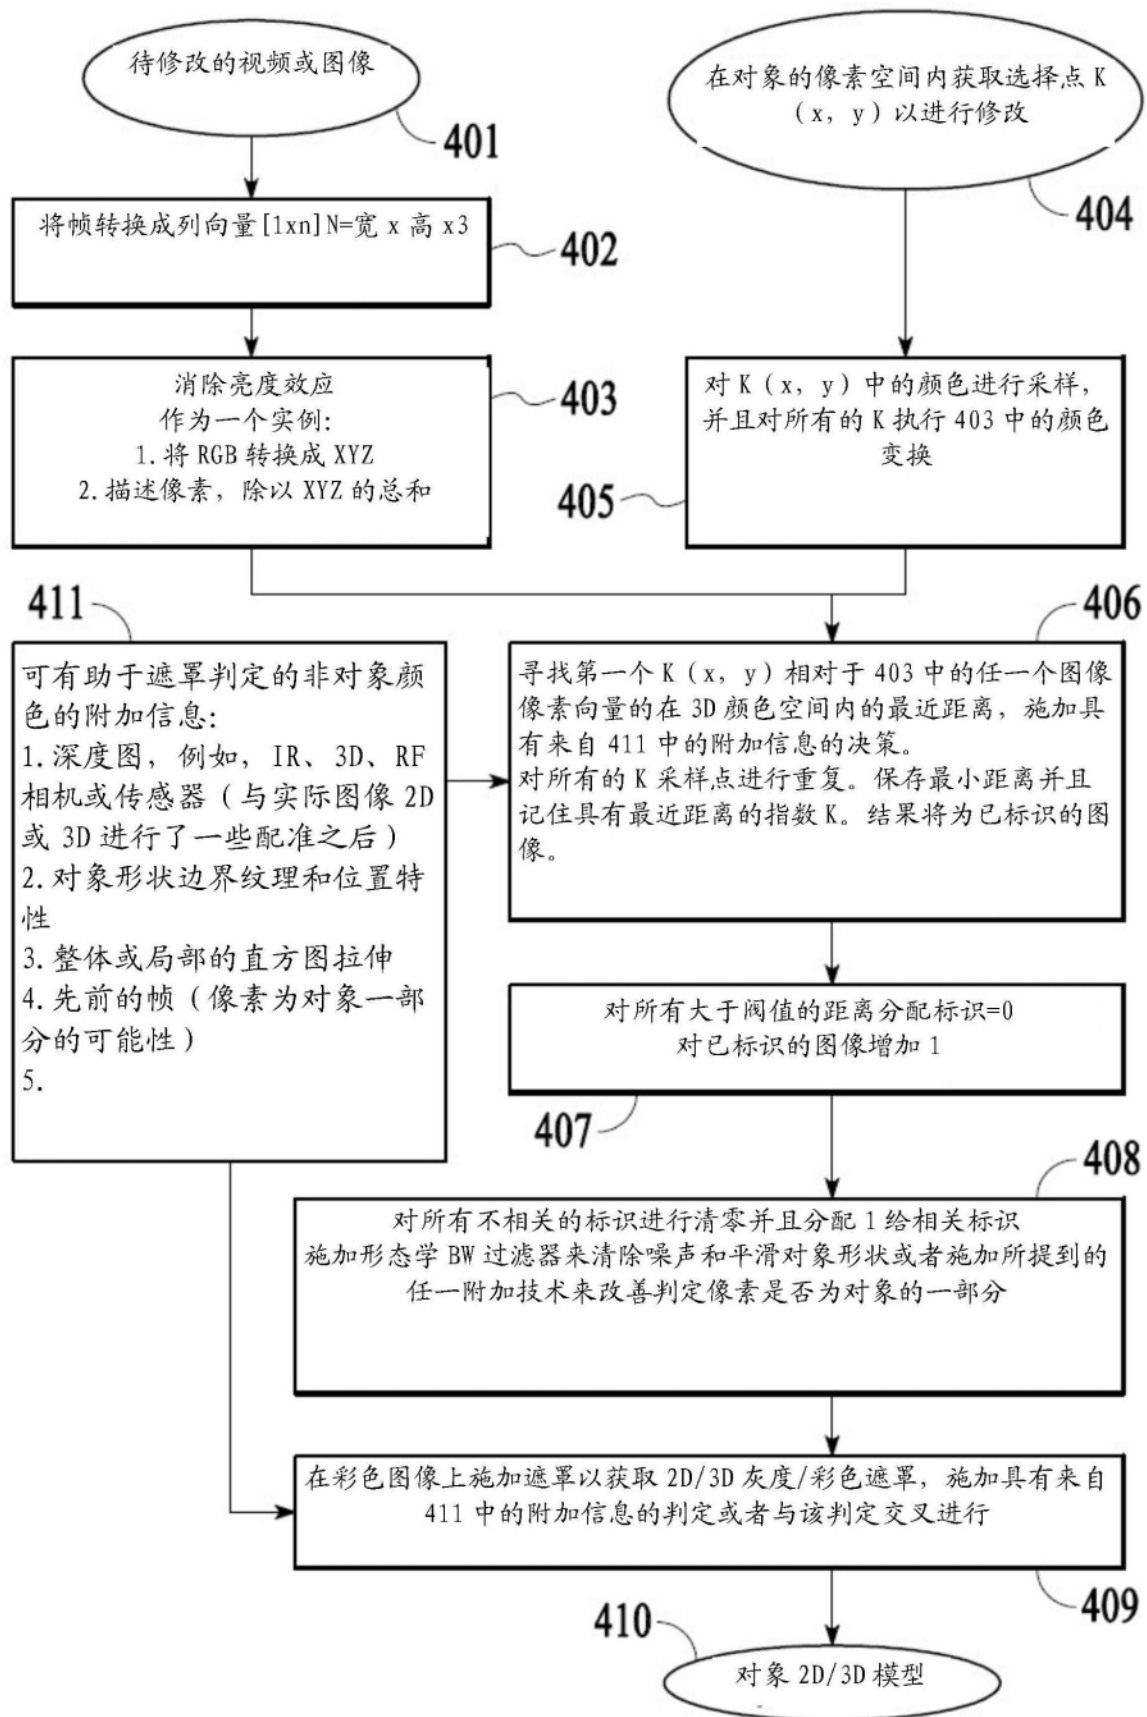 待修改的视频或图像
401
将帧转换成列向量[1xn]N=宽 x 高 x3
402
消除亮度效应
作为一个实例:
1.将 RGB 转换成 XYZ
2.描述像素，除以 XYZ 的总和
403
在对象的像素空间内获取选择点 K
（x, y）以进行修改
404
对 K（x, y）中的颜色进行采样，
并且对所有的 K 执行 403 中的颜色
变换
405
411
可有助于遮罩判定的非对象颜
色的附加信息:
1.深度图，例如，IR、3D、RF
相机或传感器（与实际图像 2D
或 3D 进行了一些配准之后）
2.对象形状边界纹理和位置特
性
3.整体或局部的直方图拉伸
4.先前的帧（像素为对象一部
分的可能性）
5.
406
寻找第一个 K（x, y）相对于 403 中的任一个图像
像素向量的在 3D 颜色空间内的最近距离，施加具
有来自 411 中的附加信息的决策。
对所有的 K 采样点进行重复。保存最小距离并且
记住具有最近距离的指数 K。结果将为已标识的图
像。
对所有大于阀值的距离分配标识=0
对已标识的图像增加 1
407
408
对所有不相关的标识进行清零并且分配 1 给相关标识
施加形态学 BW 过滤器来清除噪声和平滑对象形状或者施加所提到的
任一附加技术来改善判定像素是否为对象的一部分
在彩色图像上施加遮罩以获取 2D/3D 灰度/彩色遮罩，施加具有来自
411 中的附加信息的判定或者与该判定交叉进行
409
410
对象 2D/3D 模型